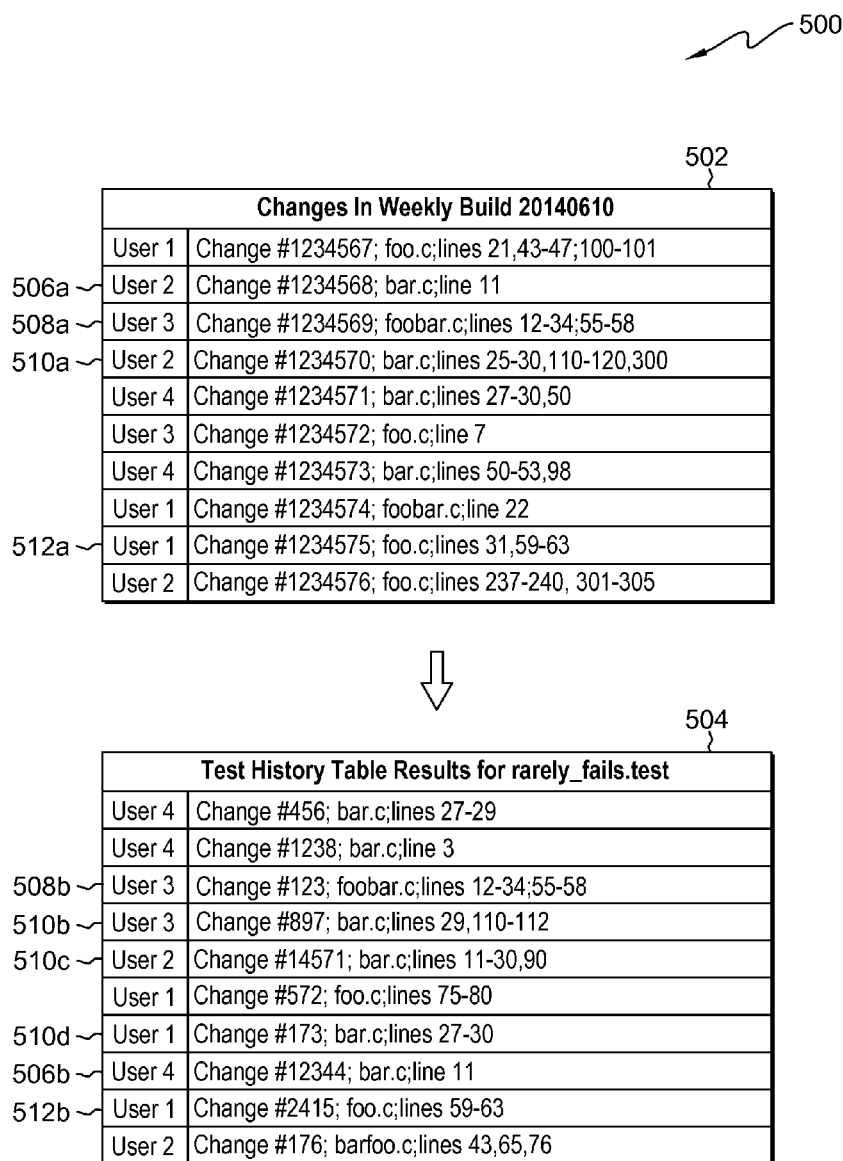 500
502
Changes In Weekly Build 20140610
User 1 Change #1234567; foo.c;lines 21,43-47;100-101
506a User 2 Change #1234568; bar.c;line 11
508a User 3 Change #1234569; foobar.c;lines 12-34;55-58
510a User 2 Change #1234570; bar.c;lines 25-30,110-120,300
User 4 Change #1234571; bar.c;lines 27-30,50
User 3 Change #1234572; foo.c;line 7
User 4 Change #1234573; bar.c;lines 50-53,98
User 1 Change #1234574; foobar.c;line 22
512a User 1 Change #1234575; foo.c;lines 31,59-63
User 2 Change #1234576; foo.c;lines 237-240, 301-305
504
Test History Table Results for rarely_fails.test
User 4 Change #456; bar.c;lines 27-29
User 4 Change #1238; bar.c;line 3
508b User 3 Change #123; foobar.c;lines 12-34;55-58
510b User 3 Change #897; bar.c;lines 29,110-112
510c User 2 Change #14571; bar.c;lines 11-30,90
User 1 Change #572; foo.c;lines 75-80
510d User 1 Change #173; bar.c;lines 27-30
506b User 4 Change #12344; bar.c;line 11
512b User 1 Change #2415; foo.c;lines 59-63
User 2 Change #176; barfoo.c;lines 43,65,76